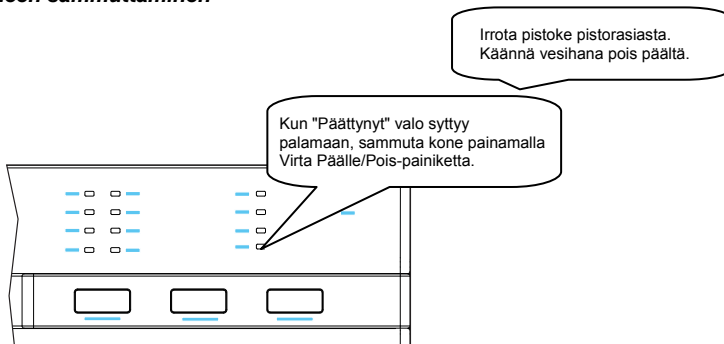 sammuttaminen
Irrota pistoke pistorasiasta.
Käännä vesihana pois päältä.
Kun "Päättynyt" valo syttyy
palamaan, sammuta kone painamalla
Virta Päälle/Pois-painiketta.